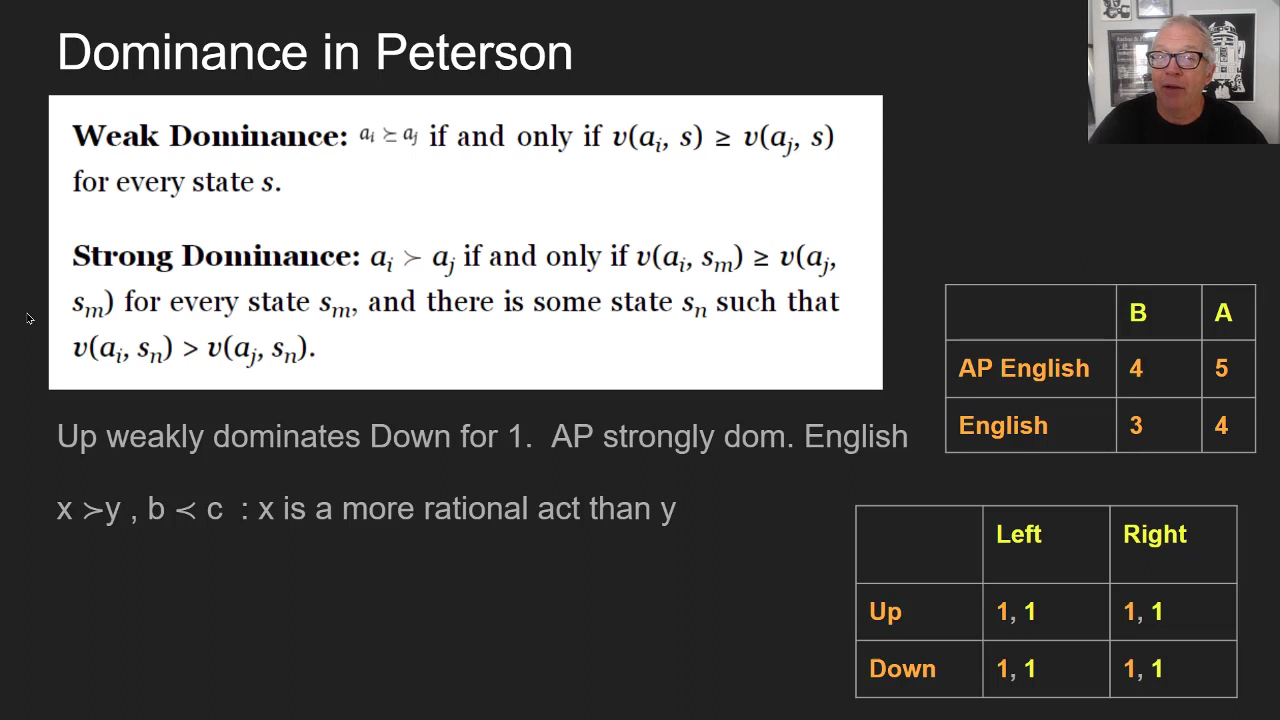 Dominance in Peterson
Weak Dominance: aᵢ ≽ aⱼ if and only if v(aᵢ, s) ≥ v(aⱼ, s)
for every state s.
Strong Dominance: aᵢ ≻ aⱼ if and only if v(aᵢ, sₘ) ≥ v(aⱼ,
sₘ) for every state sₘ, and there is some state sₙ such that
v(aᵢ, sₙ) > v(aⱼ, sₙ).
B A
AP English 4 5
English 3 4
Up weakly dominates Down for 1. AP strongly dom. English
x ≻y , b ≺ c : x is a more rational act than y
Left Right
Up 1, 1 1, 1
Down 1, 1 1, 1